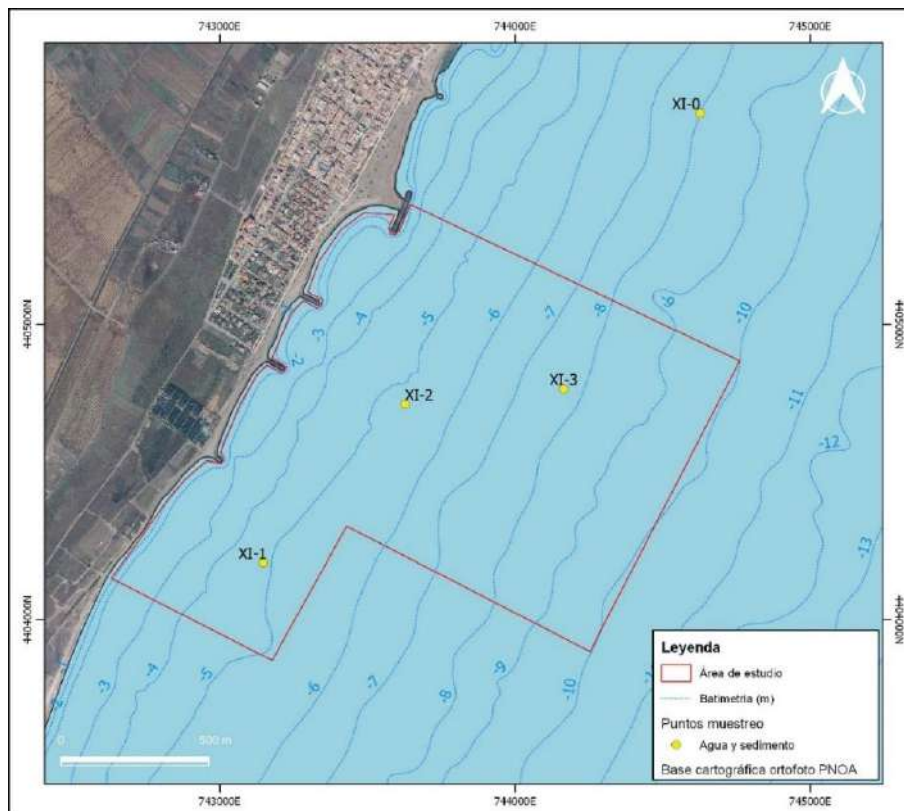 743000E 744000E 745000E
XI-0
4405000N 4405000N
-2 -3 -4 -5 -6 -7 -8 -9 -10
-11
XI-2 XI-3
-12
-13
XI-1
4404000N 4404000N
-2 -3 -4 -5 -6 -7 -8 -9 -10
Leyenda
Área de estudio
Batimetría (m)
Puntos muestreo
Agua y sedimento
Base cartográfica ortofoto PNOA
0 500 m
743000E 744000E 745000E